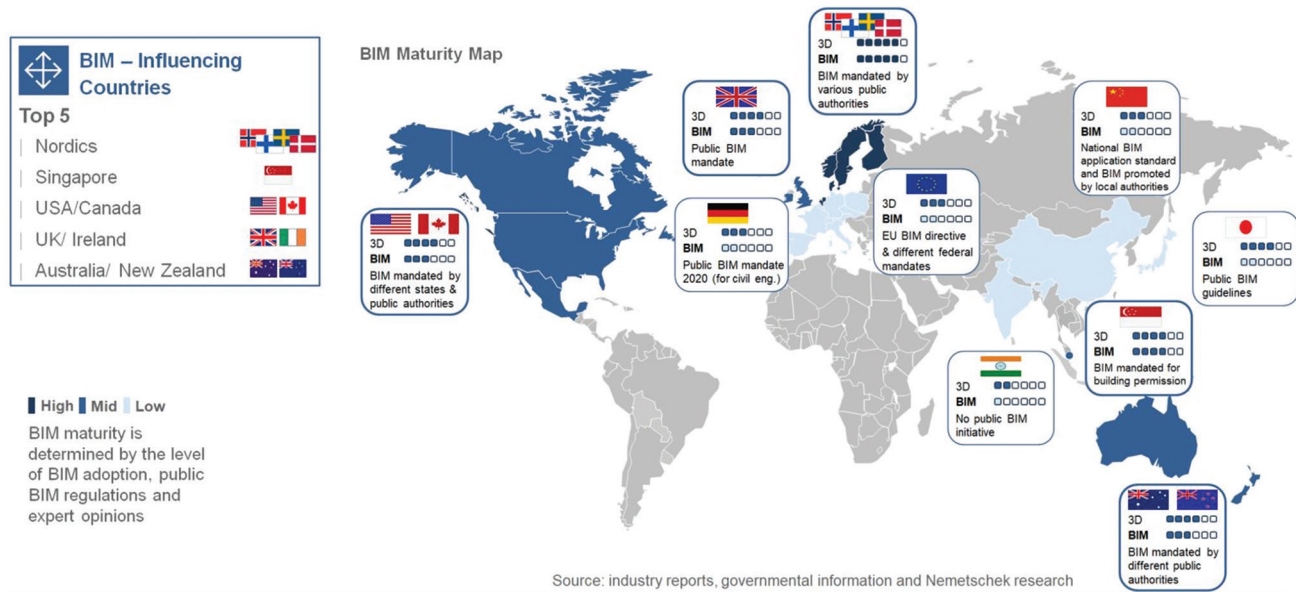 BIM – Influencing
Countries
Top 5
Nordics
Singapore
USA/Canada
UK/ Ireland
Australia/ New Zealand
BIM Maturity Map
3D
BIM
BIM mandated by
various public
authorities
3D
BIM
Public BIM
mandate
3D
BIM
National BIM
application standard
and BIM promoted
by local authorities
3D
BIM
EU BIM directive
& different federal
mandates
3D
BIM
Public BIM mandate
2020 (for civil eng.)
3D
BIM
BIM mandated by
different states &
public authorities
3D
BIM
Public BIM
guidelines
3D
BIM
BIM mandated for
building permission
3D
BIM
No public BIM
initiative
3D
BIM
BIM mandated by
different public
authorities
High Mid Low
BIM maturity is
determined by the level
of BIM adoption, public
BIM regulations and
expert opinions
Source: industry reports, governmental information and Nemetschek research